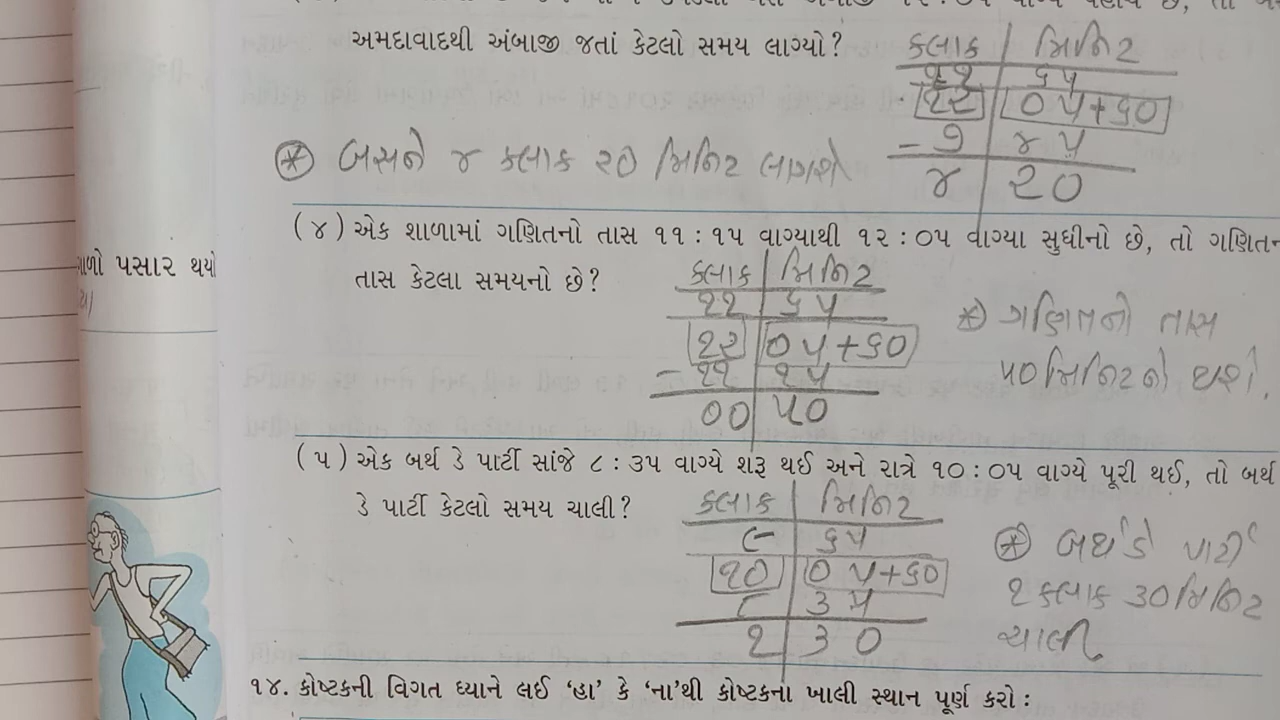 વાગ્યે
અમદાવાદથી અંબાજી જતાં કેટલો સમય લાગ્યો?
કલાક | મિનિટ
૧૧ | ૬૫
૧૨ | ૦૫+૬૦
- ૭ | ૪૫
૪ | ૨૦
* બસને ૪ કલાક ૨૦ મિનિટ લાગશે
(૪) એક શાળામાં ગણિતનો તાસ ૧૧ : ૧૫ વાગ્યાથી ૧૨ : ૦૫ વાગ્યા સુધીનો છે, તો ગણિતન
તાસ કેટલા સમયનો છે?
કલાક | મિનિટ
૧૧ | ૬૫
૧૨ | ૦૫+૬૦
- ૧૧ | ૧૫
૦૦ | ૫૦
* ગણિતનો તાસ
૫૦ મિનિટનો થશે.
ગાળો પસાર થયો
(૫) એક બર્થ ડે પાર્ટી સાંજે ૮ : ૩૫ વાગ્યે શરૂ થઈ અને રાત્રે ૧૦ : ૦૫ વાગ્યે પૂરી થઈ, તો બર્થ
ડે પાર્ટી કેટલો સમય ચાલી?
કલાક | મિનિટ
૯ | ૬૫
૧૦ | ૦૫+૬૦
૮ | ૩૫
૧ | ૩૦
* બર્થડે પાર્ટી
૧ કલાક ૩૦ મિનિટ
ચાલી
૧૪. કોષ્ટકની વિગત ધ્યાને લઈ ‘હા’ કે ‘ના’થી કોષ્ટકના ખાલી સ્થાન પૂર્ણ કરો :